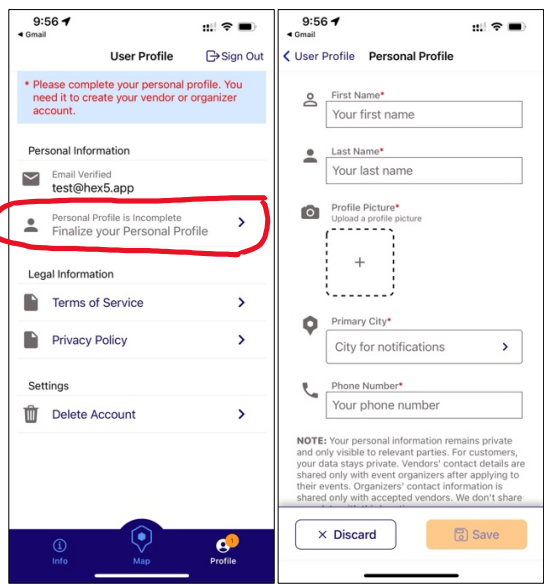 9:56
Gmail
User Profile
Sign Out
* Please complete your personal profile. You
need it to create your vendor or organizer
account.
Personal Information
Email Verified
test@hex5.app
Personal Profile is Incomplete
Finalize your Personal Profile
Legal Information
Terms of Service
Privacy Policy
Settings
Delete Account
Info
Map
1
Profile
9:56
Gmail
User Profile
Personal Profile
First Name*
Your first name
Last Name*
Your last name
Profile Picture*
Upload a profile picture
+
Primary City*
City for notifications
Phone Number*
Your phone number
NOTE: Your personal information remains private
and only visible to relevant parties. For customers,
your data stays private. Vendors' contact details are
shared only with event organizers after applying to
their events. Organizers' contact information is
shared only with accepted vendors. We don't share
Discard
Save